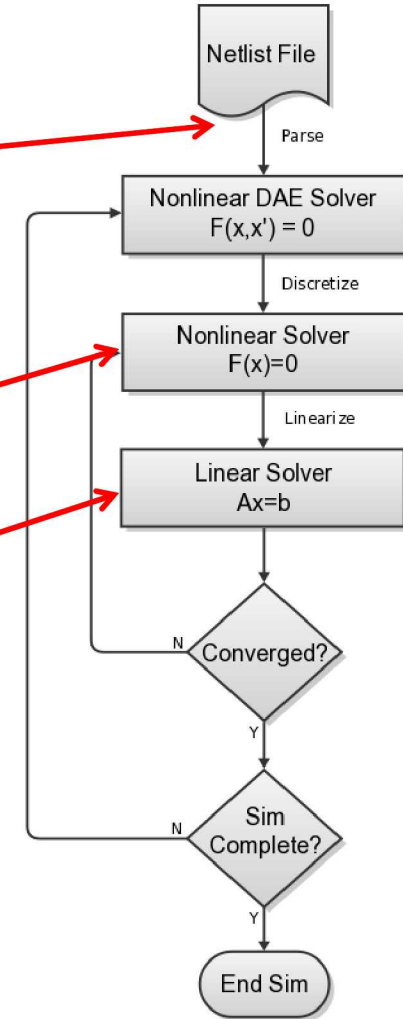 Netlist File
Parse
Nonlinear DAE Solver
F(x,x') = 0
Discretize
Nonlinear Solver
F(x)=0
Linearize
Linear Solver
Ax=b
N
Converged?
Y
N
Sim
Complete?
Y
End Sim